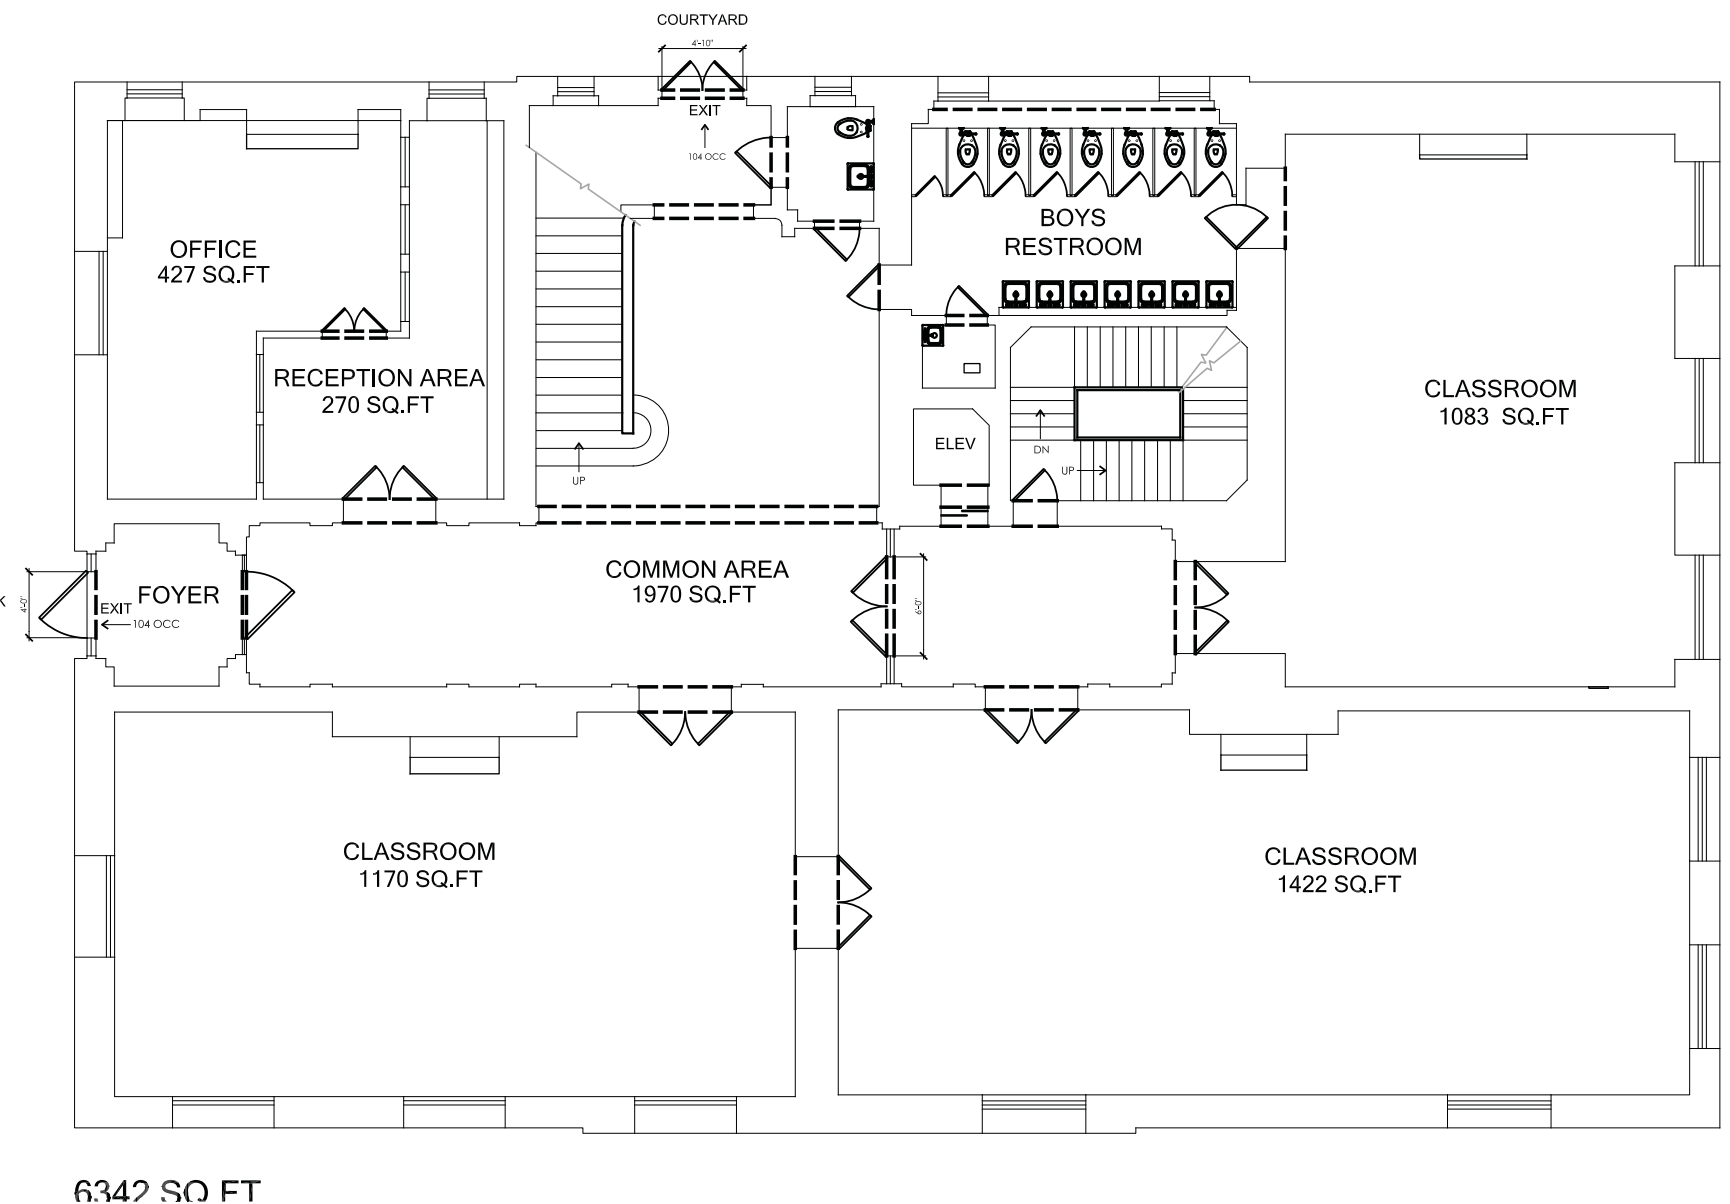 COURTYARD
4'-10"
EXIT
104 OCC
OFFICE
427 SQ.FT
BOYS
RESTROOM
RECEPTION AREA
270 SQ.FT
CLASSROOM
1083 SQ.FT
ELEV
DN
UP
UP
COMMON AREA
1970 SQ.FT
FOYER
EXIT
104 OCC
4'-0"
6'-0"
K
CLASSROOM
1170 SQ.FT
CLASSROOM
1422 SQ.FT
6342 SQ FT